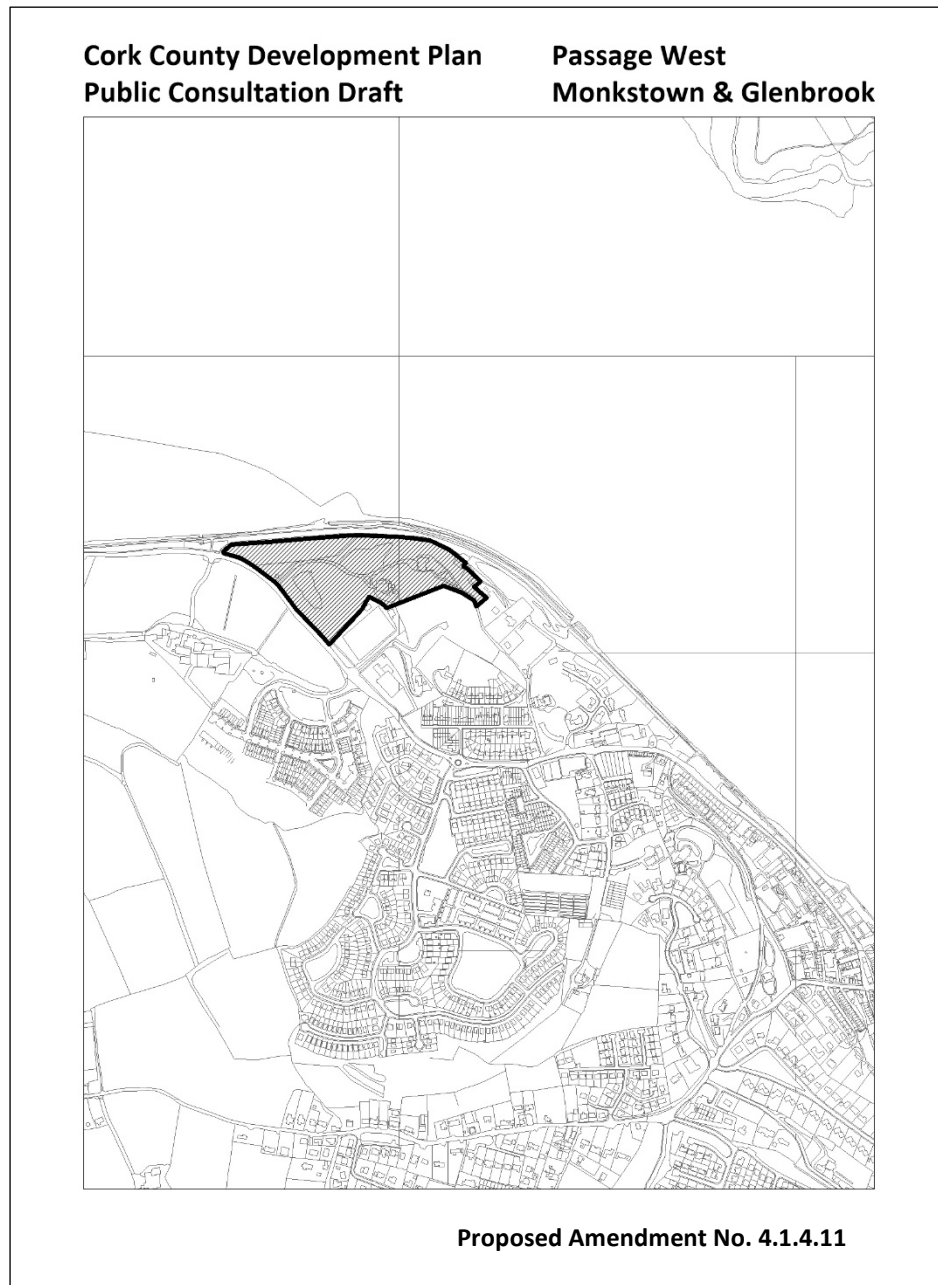 Cork County Development Plan
Public Consultation Draft
Passage West
Monkstown & Glenbrook
Proposed Amendment No. 4.1.4.11